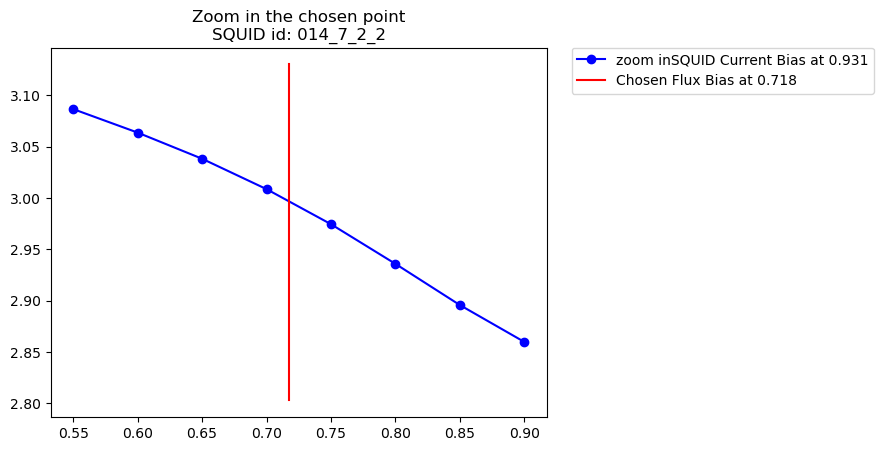 Zoom in the chosen point
SQUID id: 014_7_2_2
zoom inSQUID Current Bias at 0.931
Chosen Flux Bias at 0.718
3.10
3.05
3.00
2.95
2.90
2.85
2.80
0.55 0.60 0.65 0.70 0.75 0.80 0.85 0.90